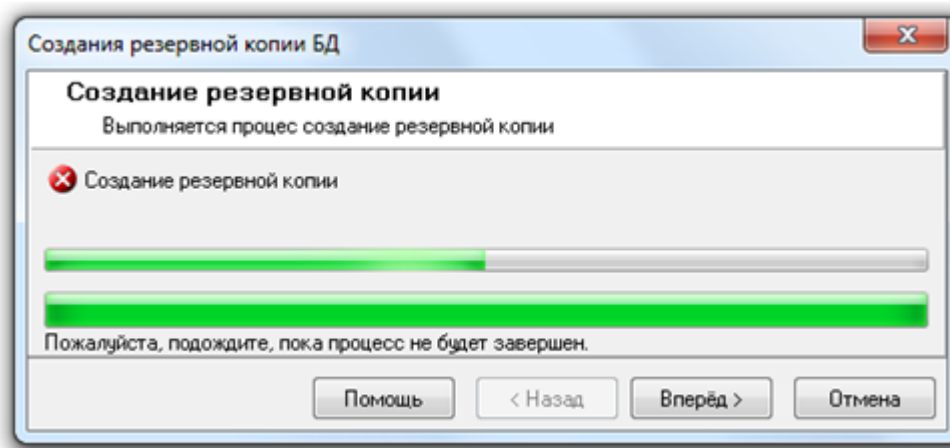 Создания резервной копии БД
Создание резервной копии
Выполняется процес создание резервной копии
Создание резервной копии
Пожалуйста, подождите, пока процесс не будет завершен.
Помощь < Назад Вперёд > Отмена